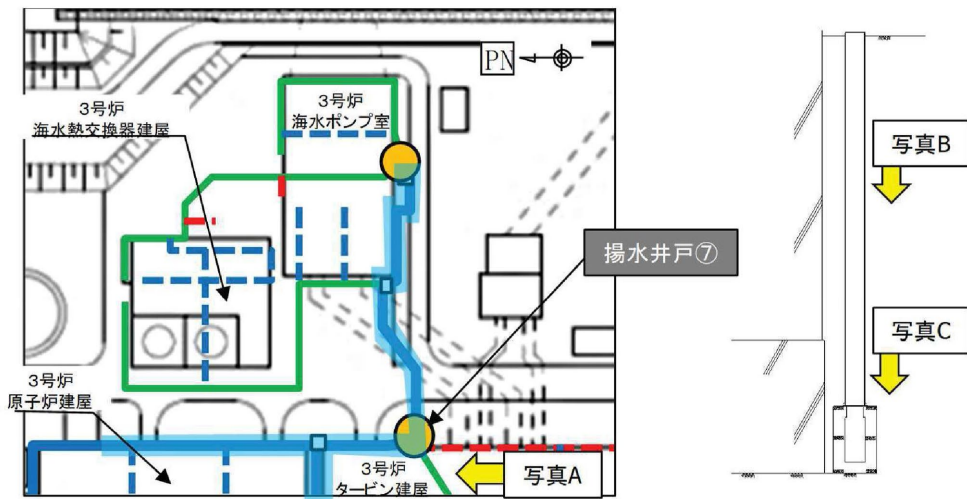 PN
3号炉
海水ポンプ室
3号炉
海水熱交換器建屋
揚水井戸⑦
3号炉
原子炉建屋
3号炉
タービン建屋
写真A
写真B
写真C